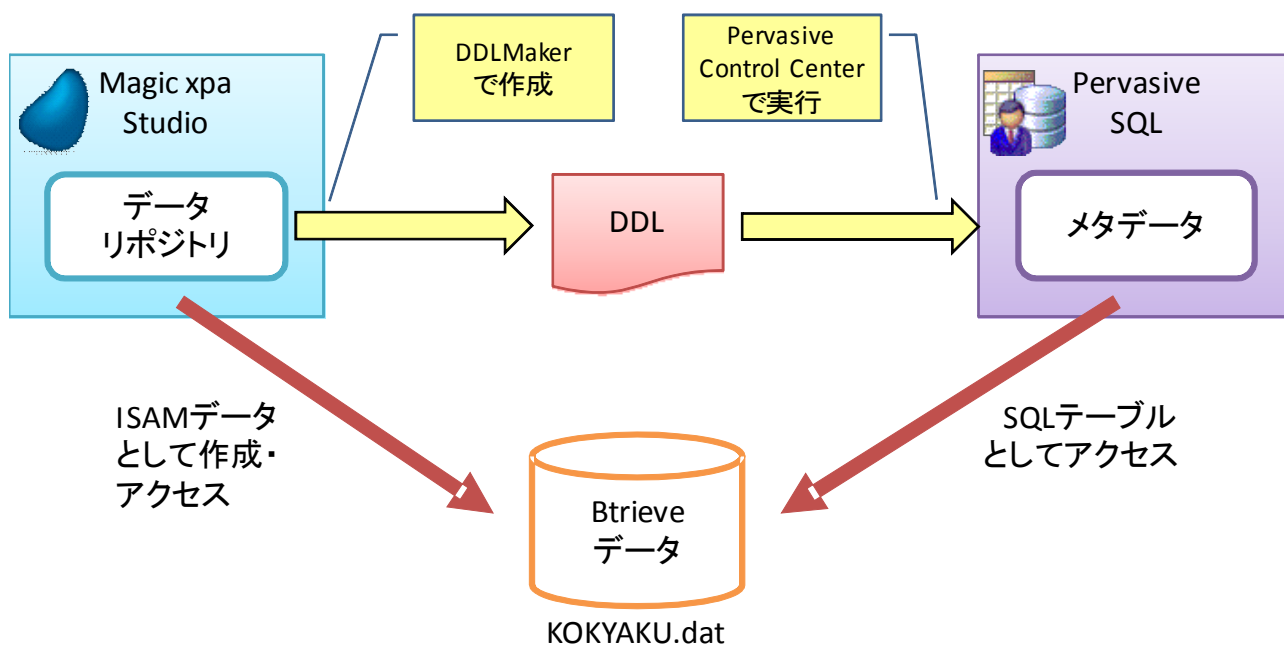 Magic xpa
Studio
データ
リポジトリ
DDLMaker
で作成
DDL
Pervasive
Control Center
で実行
Pervasive
SQL
メタデータ
ISAMデータ
として作成・
アクセス
SQLテーブル
としてアクセス
Btrieve
データ
KOKYAKU.dat